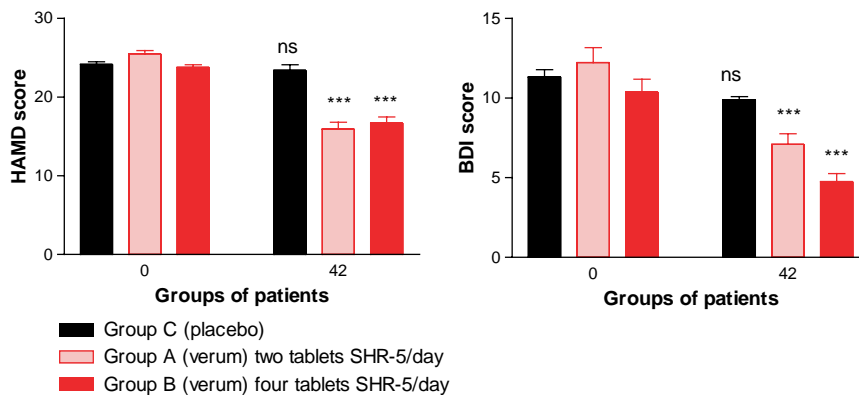 HAMD score
30
20
10
0
ns
*** ***
0 42
Groups of patients
BDI score
15
10
5
0
ns
***
***
0 42
Groups of patients
Group C (placebo)
Group A (verum) two tablets SHR-5/day
Group B (verum) four tablets SHR-5/day